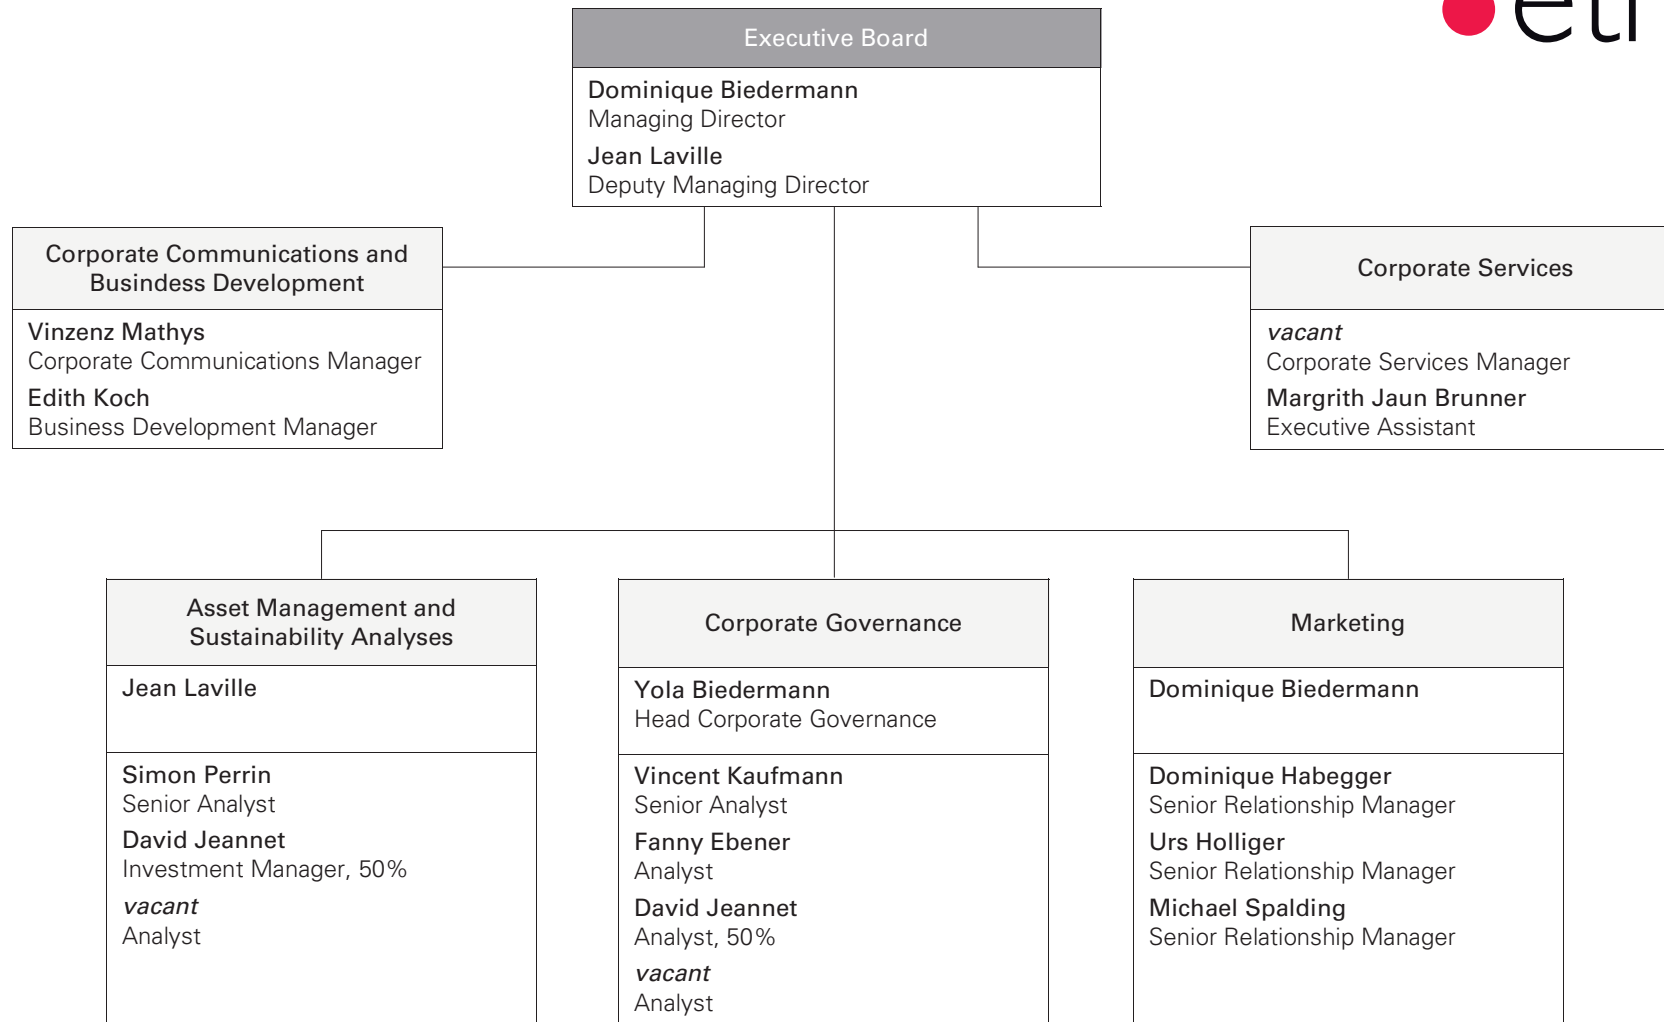 Executive Board
Dominique Biedermann
Managing Director
Jean Laville
Deputy Managing Director
Corporate Communications and
Busindess Development
Vinzenz Mathys
Corporate Communications Manager
Edith Koch
Business Development Manager
Corporate Services
vacant
Corporate Services Manager
Margrith Jaun Brunner
Executive Assistant
Asset Management and
Sustainability Analyses
Jean Laville
Simon Perrin
Senior Analyst
David Jeannet
Investment Manager, 50%
vacant
Analyst
Corporate Governance
Yola Biedermann
Head Corporate Governance
Vincent Kaufmann
Senior Analyst
Fanny Ebener
Analyst
David Jeannet
Analyst, 50%
vacant
Analyst
Marketing
Dominique Biedermann
Dominique Habegger
Senior Relationship Manager
Urs Holliger
Senior Relationship Manager
Michael Spalding
Senior Relationship Manager